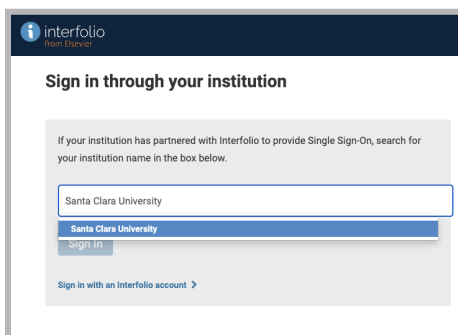 interfolio
from Elsevier
Sign in through your institution
If your institution has partnered with Interfolio to provide Single Sign-On, search for
your institution name in the box below.
Santa Clara University
Santa Clara University
Sign In
Sign in with an Interfolio account